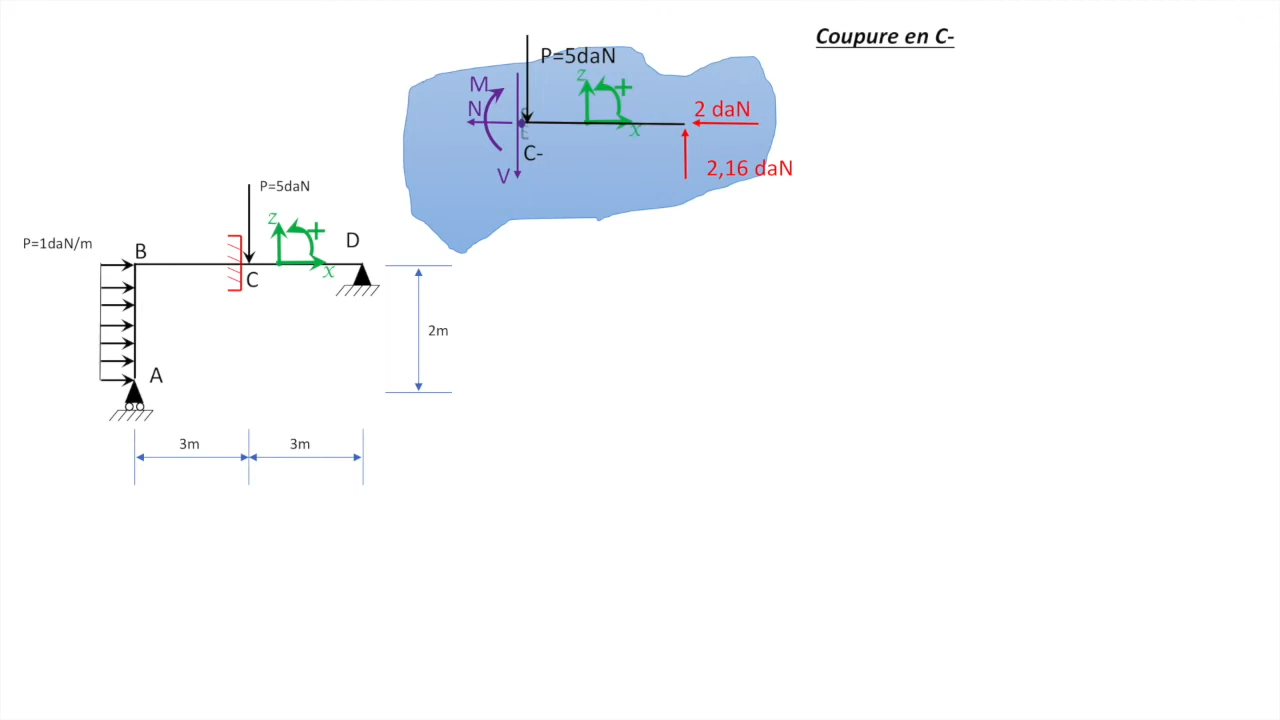 Coupure en C-
P=5daN
z
+
M
N
2 daN
x
C-
V
2,16 daN
P=5daN
z
+
P=1daN/m
B
D
x
C
2m
A
3m
3m